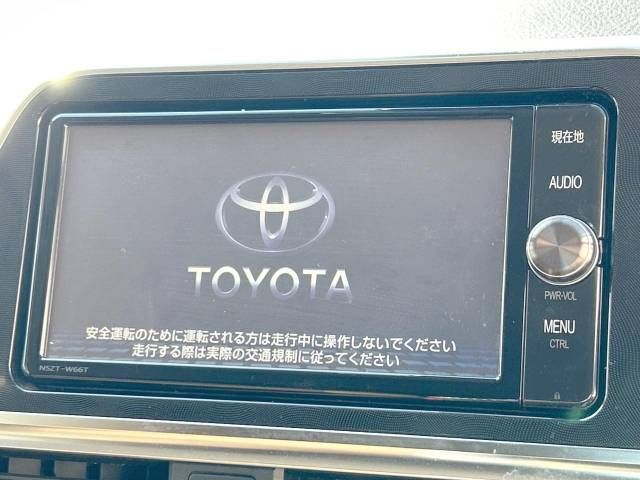 現在地
AUDIO
TOYOTA
PWR•VOL
MENU
CTRL
安全運転のために運転される方は走行中に操作しないでください
走行する際は実際の交通規制に従ってください
NSZT-W66T